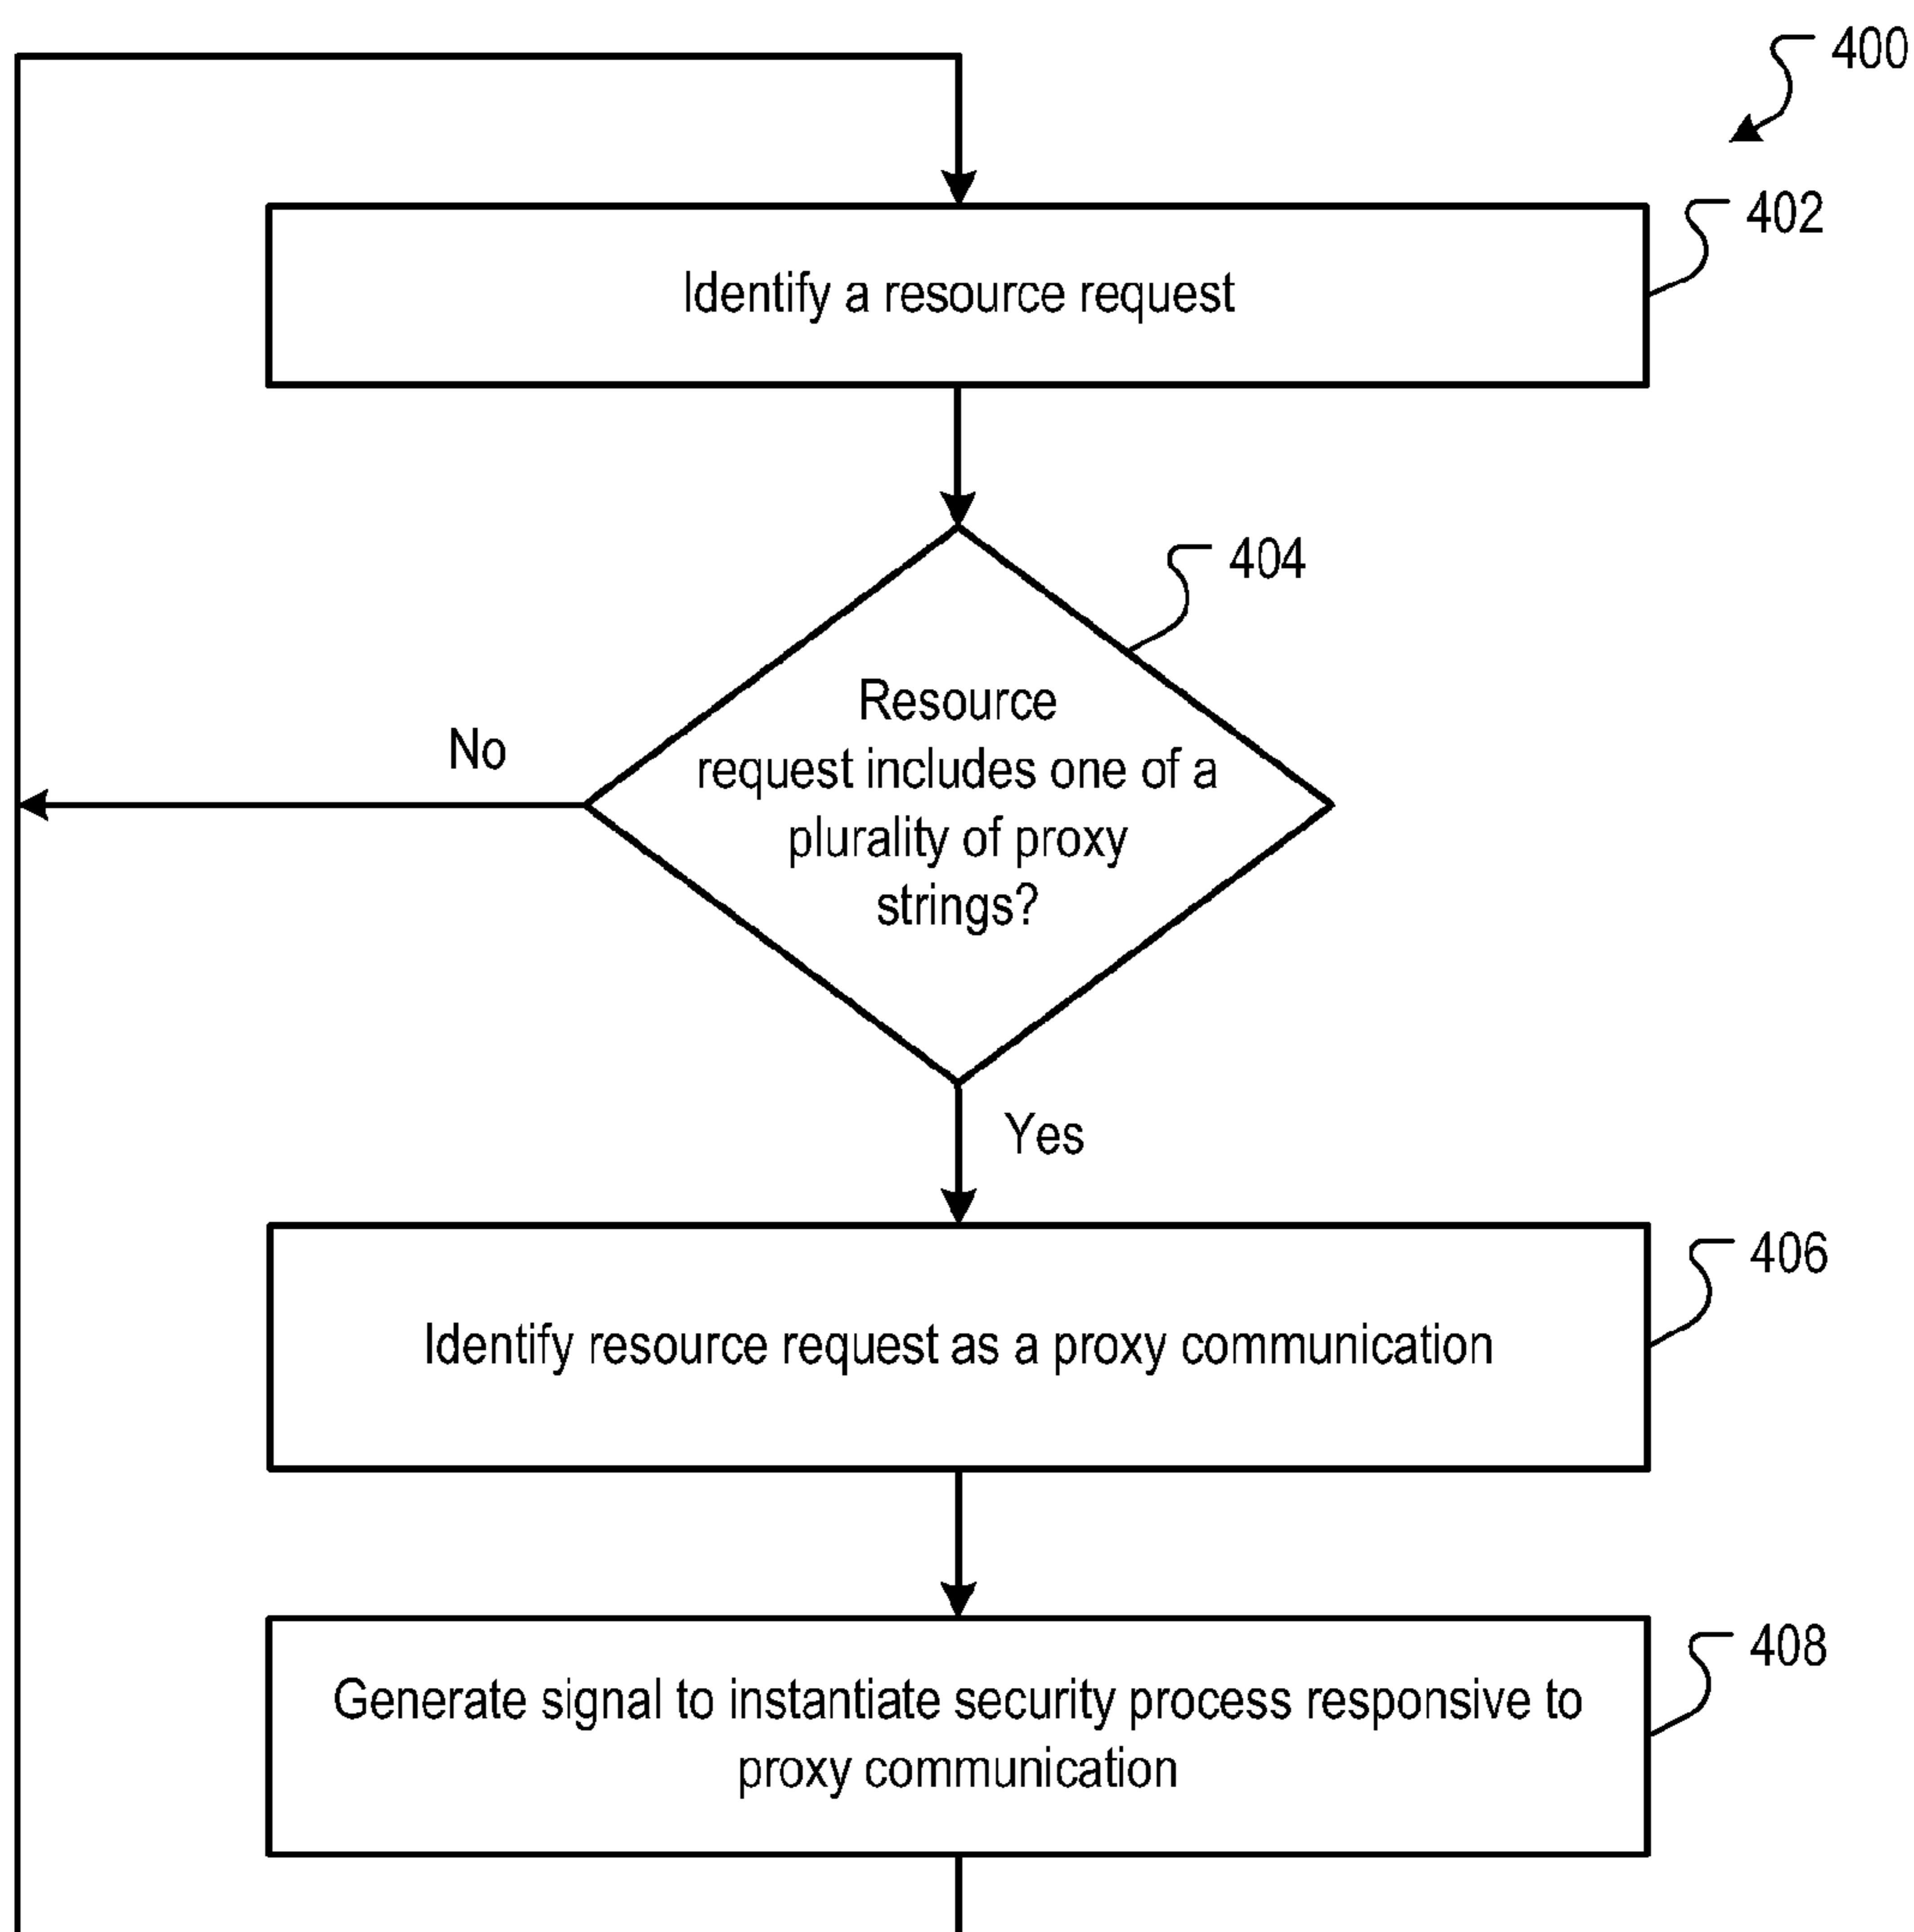 400
402
Identify a resource request
404
Resource
request includes one of a
plurality of proxy
strings?
No
Yes
406
Identify resource request as a proxy communication
408
Generate signal to instantiate security process responsive to
proxy communication